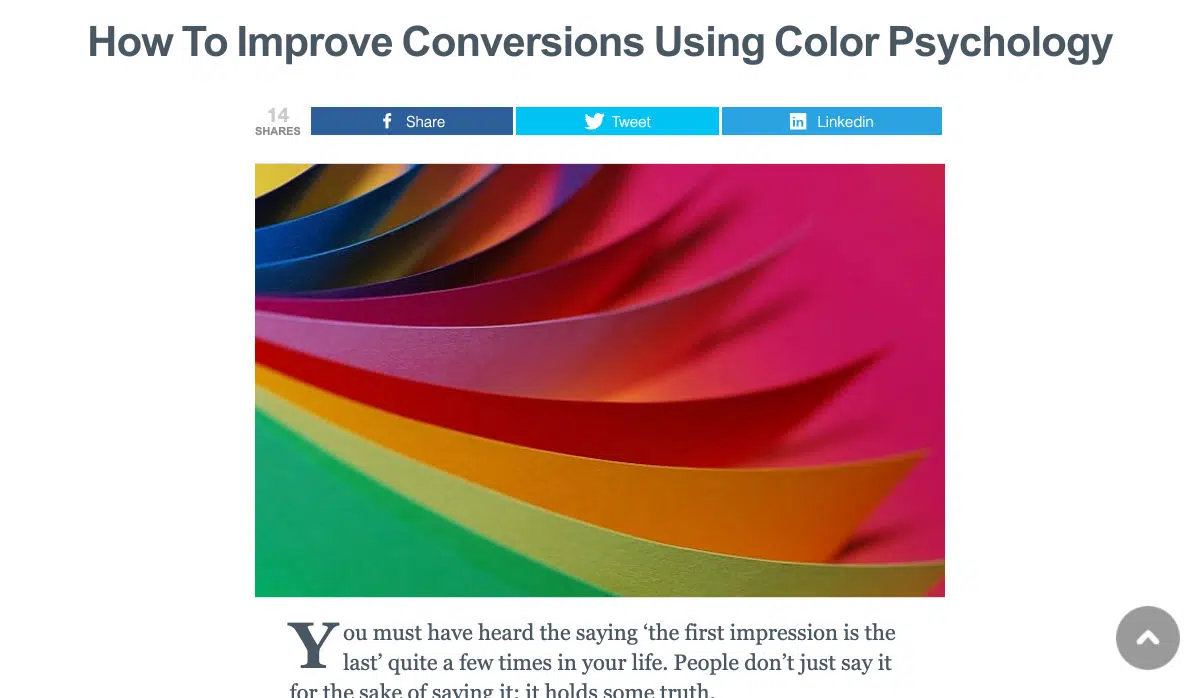 How To Improve Conversions Using Color Psychology
14
SHARES
Share
Tweet
Linkedin
You must have heard the saying ‘the first impression is the
last’ quite a few times in your life. People don’t just say it
for the sake of saying it; it holds some truth.